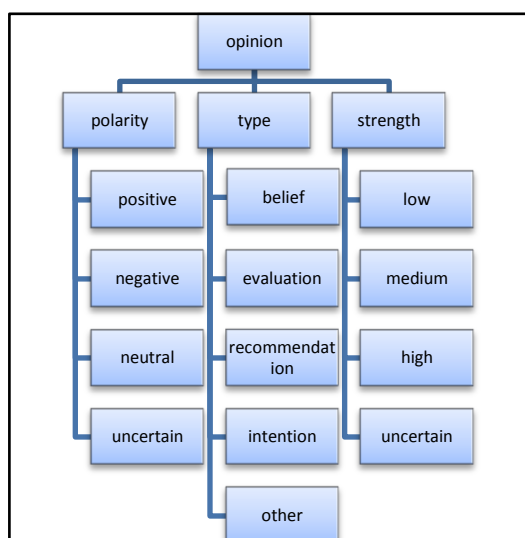 opinion
polarity
type
strength
positive
belief
low
negative
evaluation
medium
neutral
recommendat
ion
high
uncertain
intention
uncertain
other